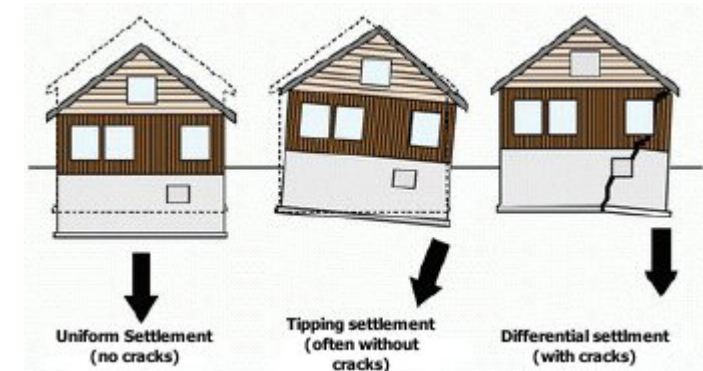 Uniform Settlement
(no cracks)
Tipping settlement
(often without
cracks)
Differential settlment
(with cracks)